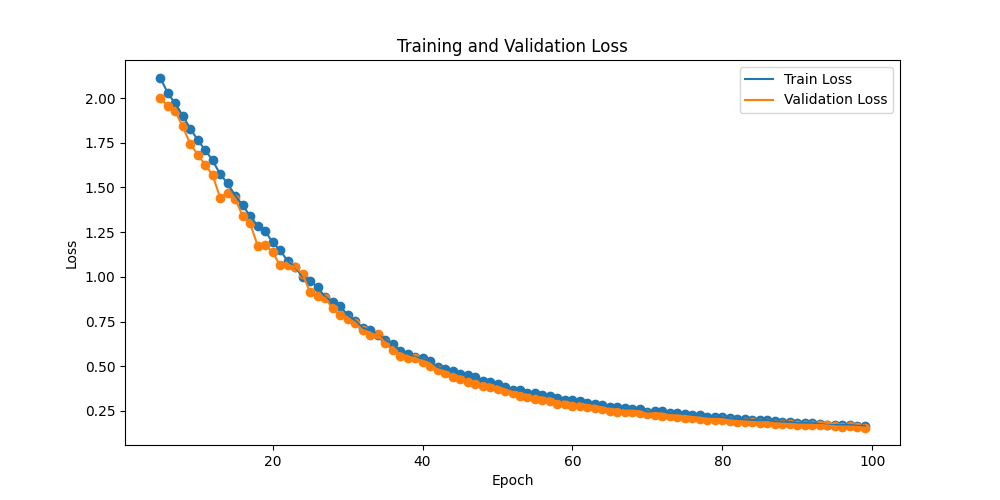 Training and Validation Loss
Train Loss
Validation Loss
2.00
1.75
1.50
1.25
1.00
0.75
0.50
0.25
Loss
20 40 60 80 100
Epoch